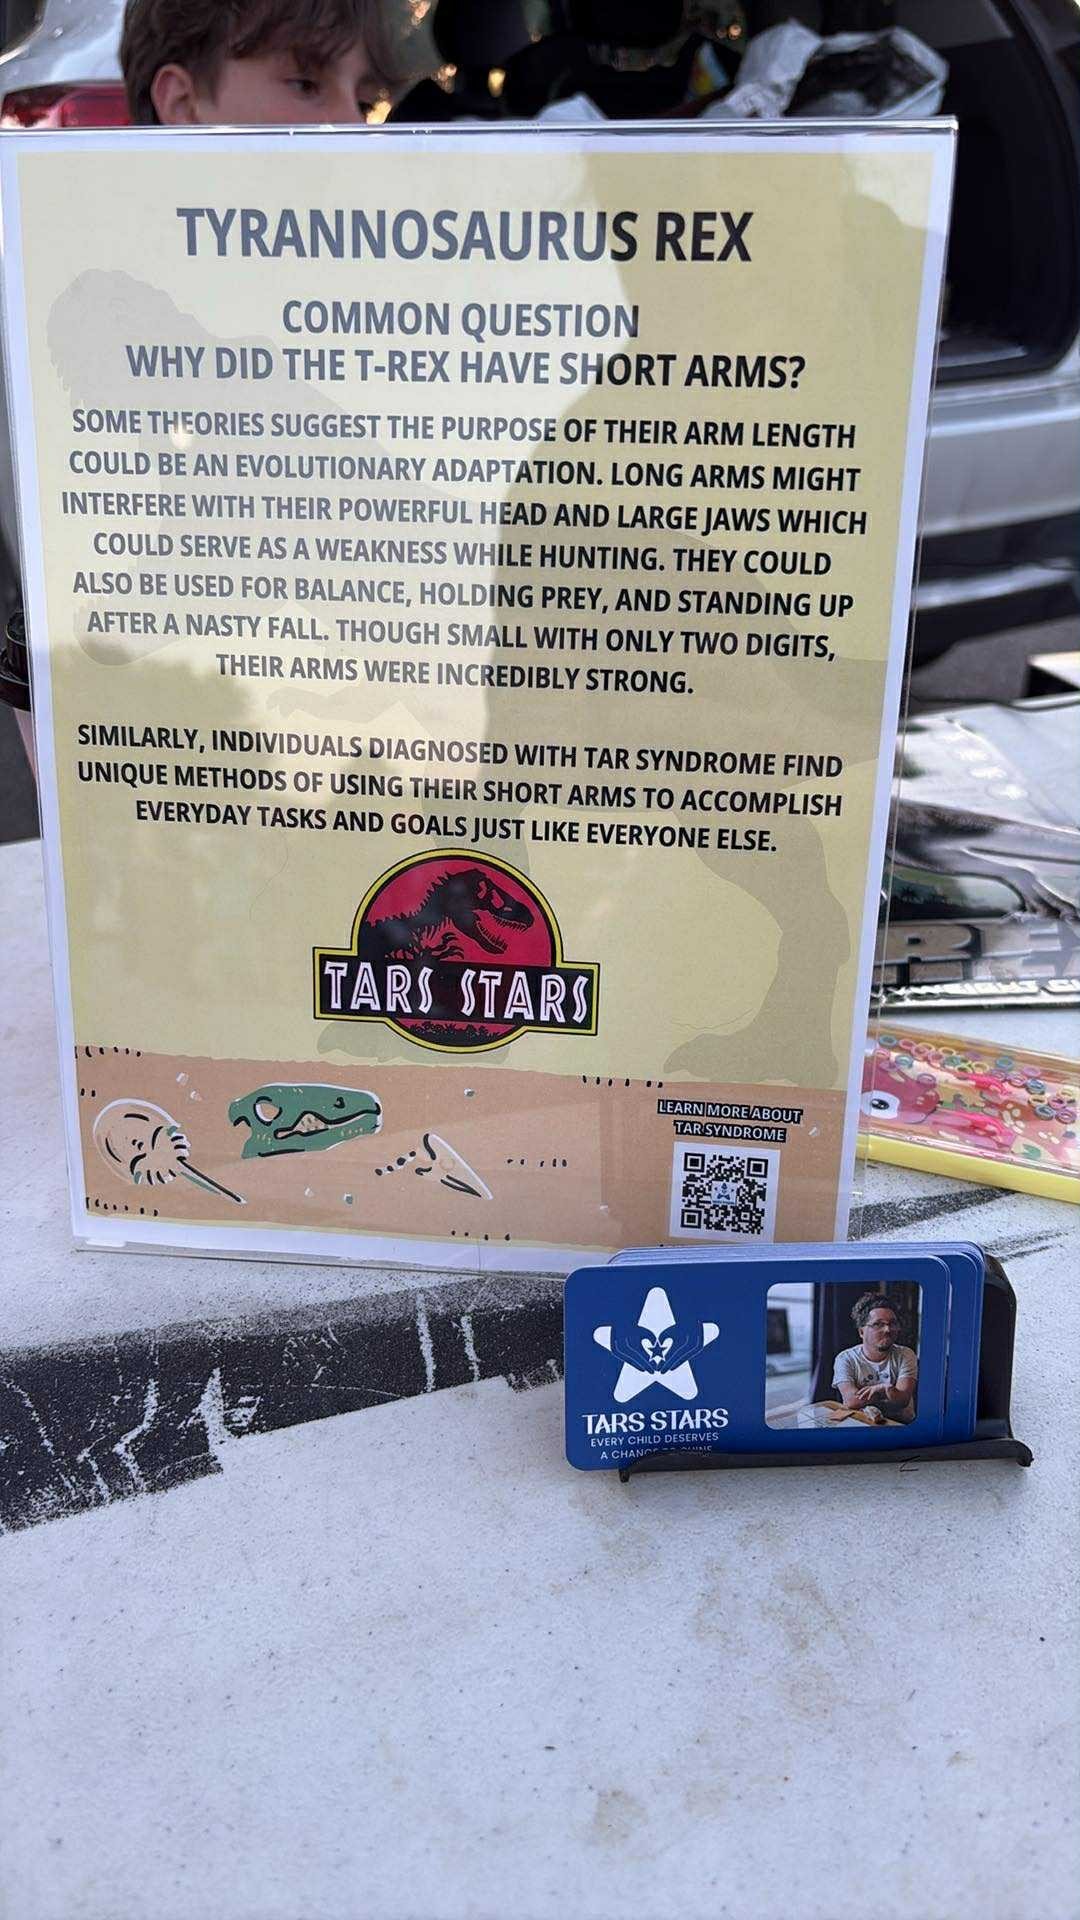 TYRANNOSAURUS REX
COMMON QUESTION
WHY DID THE T-REX HAVE SHORT ARMS?
SOME THEORIES SUGGEST THE PURPOSE OF THEIR ARM LENGTH
COULD BE AN EVOLUTIONARY ADAPTATION. LONG ARMS MIGHT
INTERFERE WITH THEIR POWERFUL HEAD AND LARGE JAWS WHICH
COULD SERVE AS A WEAKNESS WHILE HUNTING. THEY COULD
ALSO BE USED FOR BALANCE, HOLDING PREY, AND STANDING UP
AFTER A NASTY FALL. THOUGH SMALL WITH ONLY TWO DIGITS,
THEIR ARMS WERE INCREDIBLY STRONG.
SIMILARLY, INDIVIDUALS DIAGNOSED WITH TAR SYNDROME FIND
UNIQUE METHODS OF USING THEIR SHORT ARMS TO ACCOMPLISH
EVERYDAY TASKS AND GOALS JUST LIKE EVERYONE ELSE.
TARS STARS
LEARN MORE ABOUT
TAR SYNDROME
TARS STARS
EVERY CHILD DESERVES
A CHANCE TO SHINE